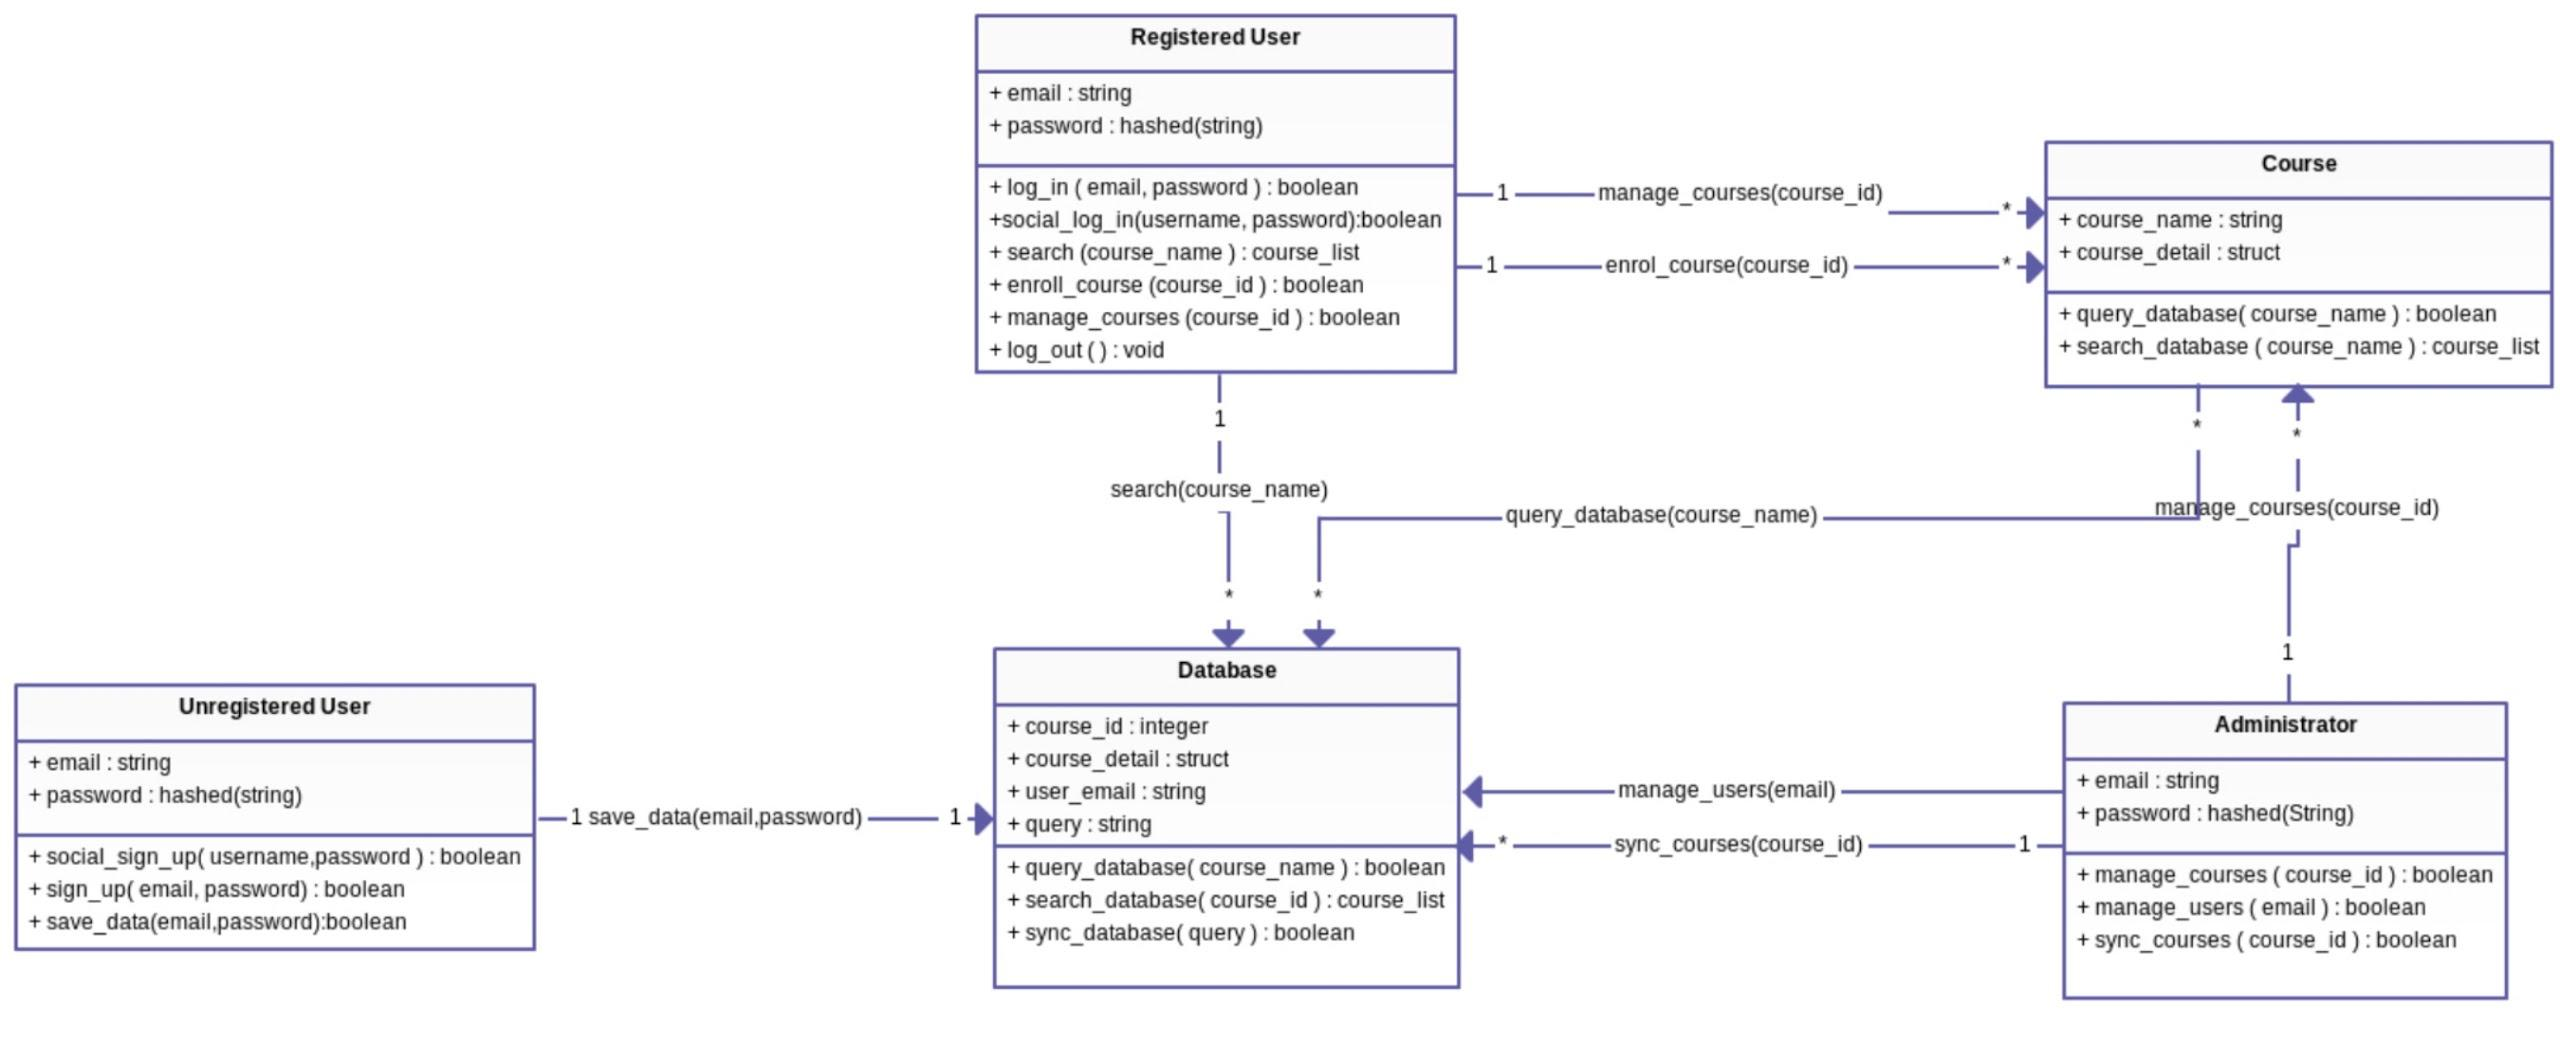 Registered User
+ email : string
+ password : hashed(string)
+ log_in ( email, password ) : boolean
+social_log_in(username, password):boolean
+ search (course_name ) : course_list
+ enroll_course (course_id ) : boolean
+ manage_courses (course_id ) : boolean
+ log_out ( ) : void
1
manage_courses(course_id)
*
1
enrol_course(course_id)
*
Course
+ course_name : string
+ course_detail : struct
+ query_database( course_name ) : boolean
+ search_database ( course_name ) : course_list
1
search(course_name)
*
*
query_database(course_name)
*
*
manage_courses(course_id)
1
Unregistered User
+ email : string
+ password : hashed(string)
+ social_sign_up( username,password ) : boolean
+ sign_up( email, password) : boolean
+ save_data(email,password):boolean
1 save_data(email,password)
1
Database
+ course_id : integer
+ course_detail : struct
+ user_email : string
+ query : string
+ query_database( course_name ) : boolean
+ search_database( course_id ) : course_list
+ sync_database( query ) : boolean
manage_users(email)
*
sync_courses(course_id)
1
Administrator
+ email : string
+ password : hashed(String)
+ manage_courses ( course_id ) : boolean
+ manage_users ( email ) : boolean
+ sync_courses ( course_id ) : boolean